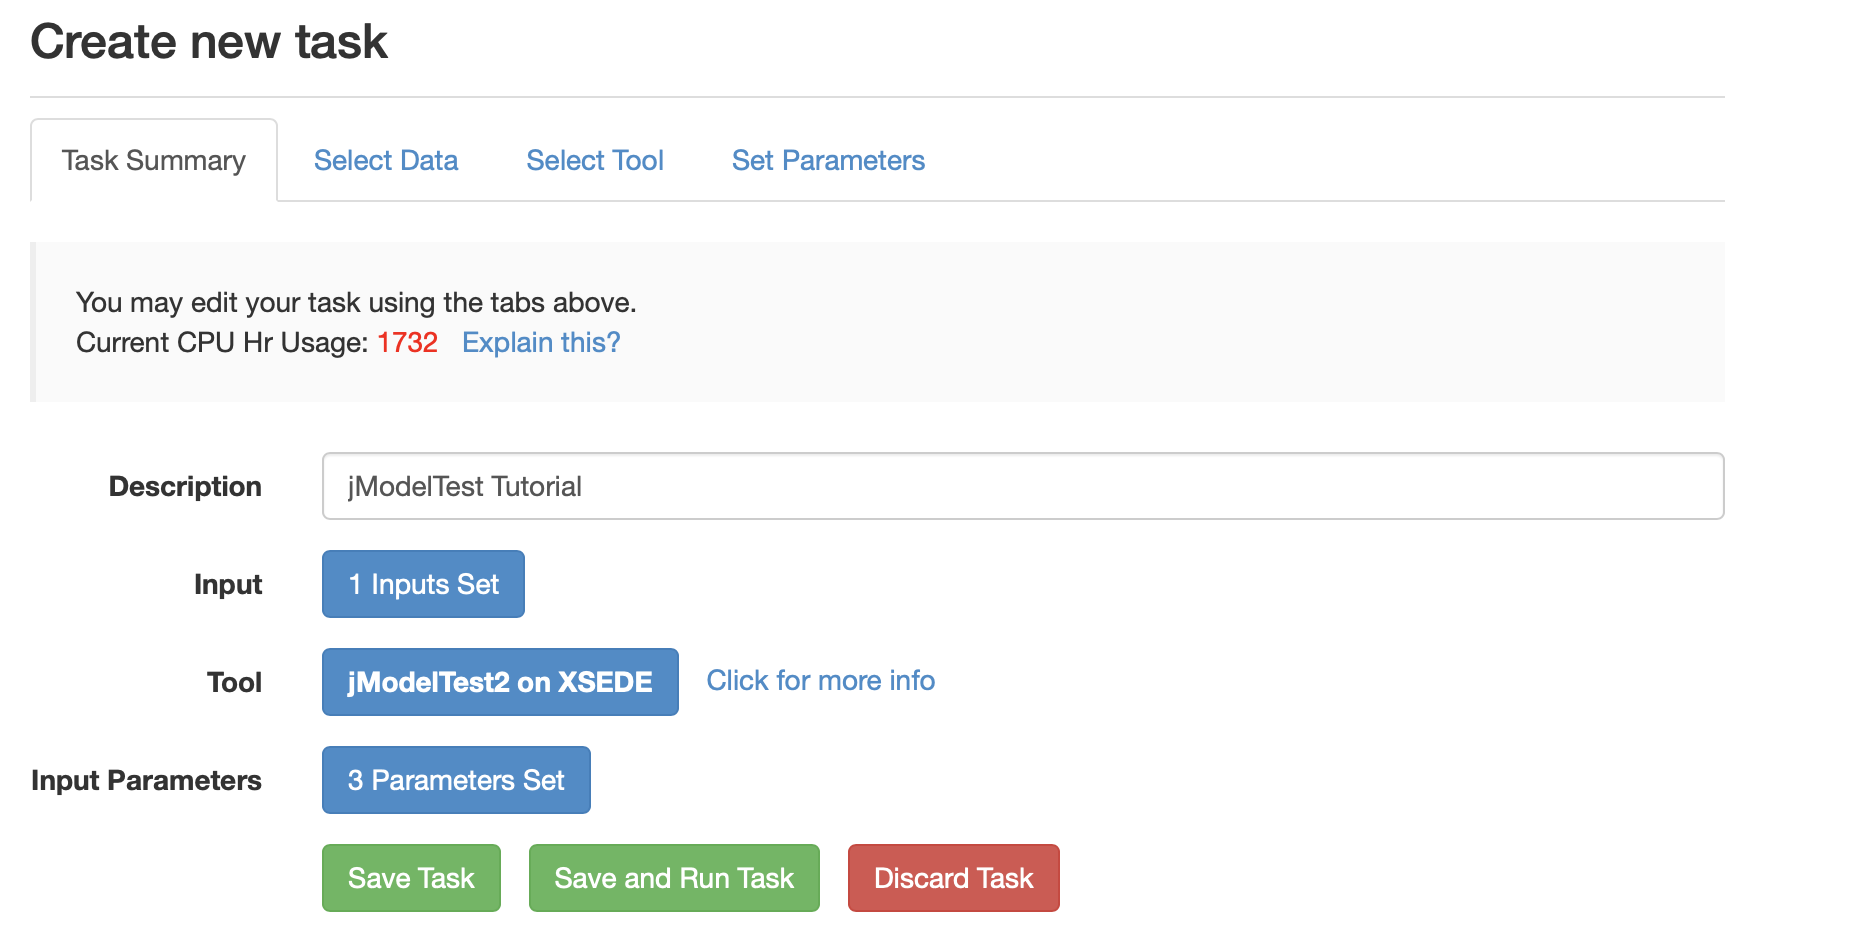 Create new task
Task Summary Select Data Select Tool Set Parameters
You may edit your task using the tabs above.
Current CPU Hr Usage: 1732 Explain this?
Description jModelTest Tutorial
Input 1 Inputs Set
Tool jModelTest2 on XSEDE Click for more info
Input Parameters 3 Parameters Set
Save Task Save and Run Task Discard Task